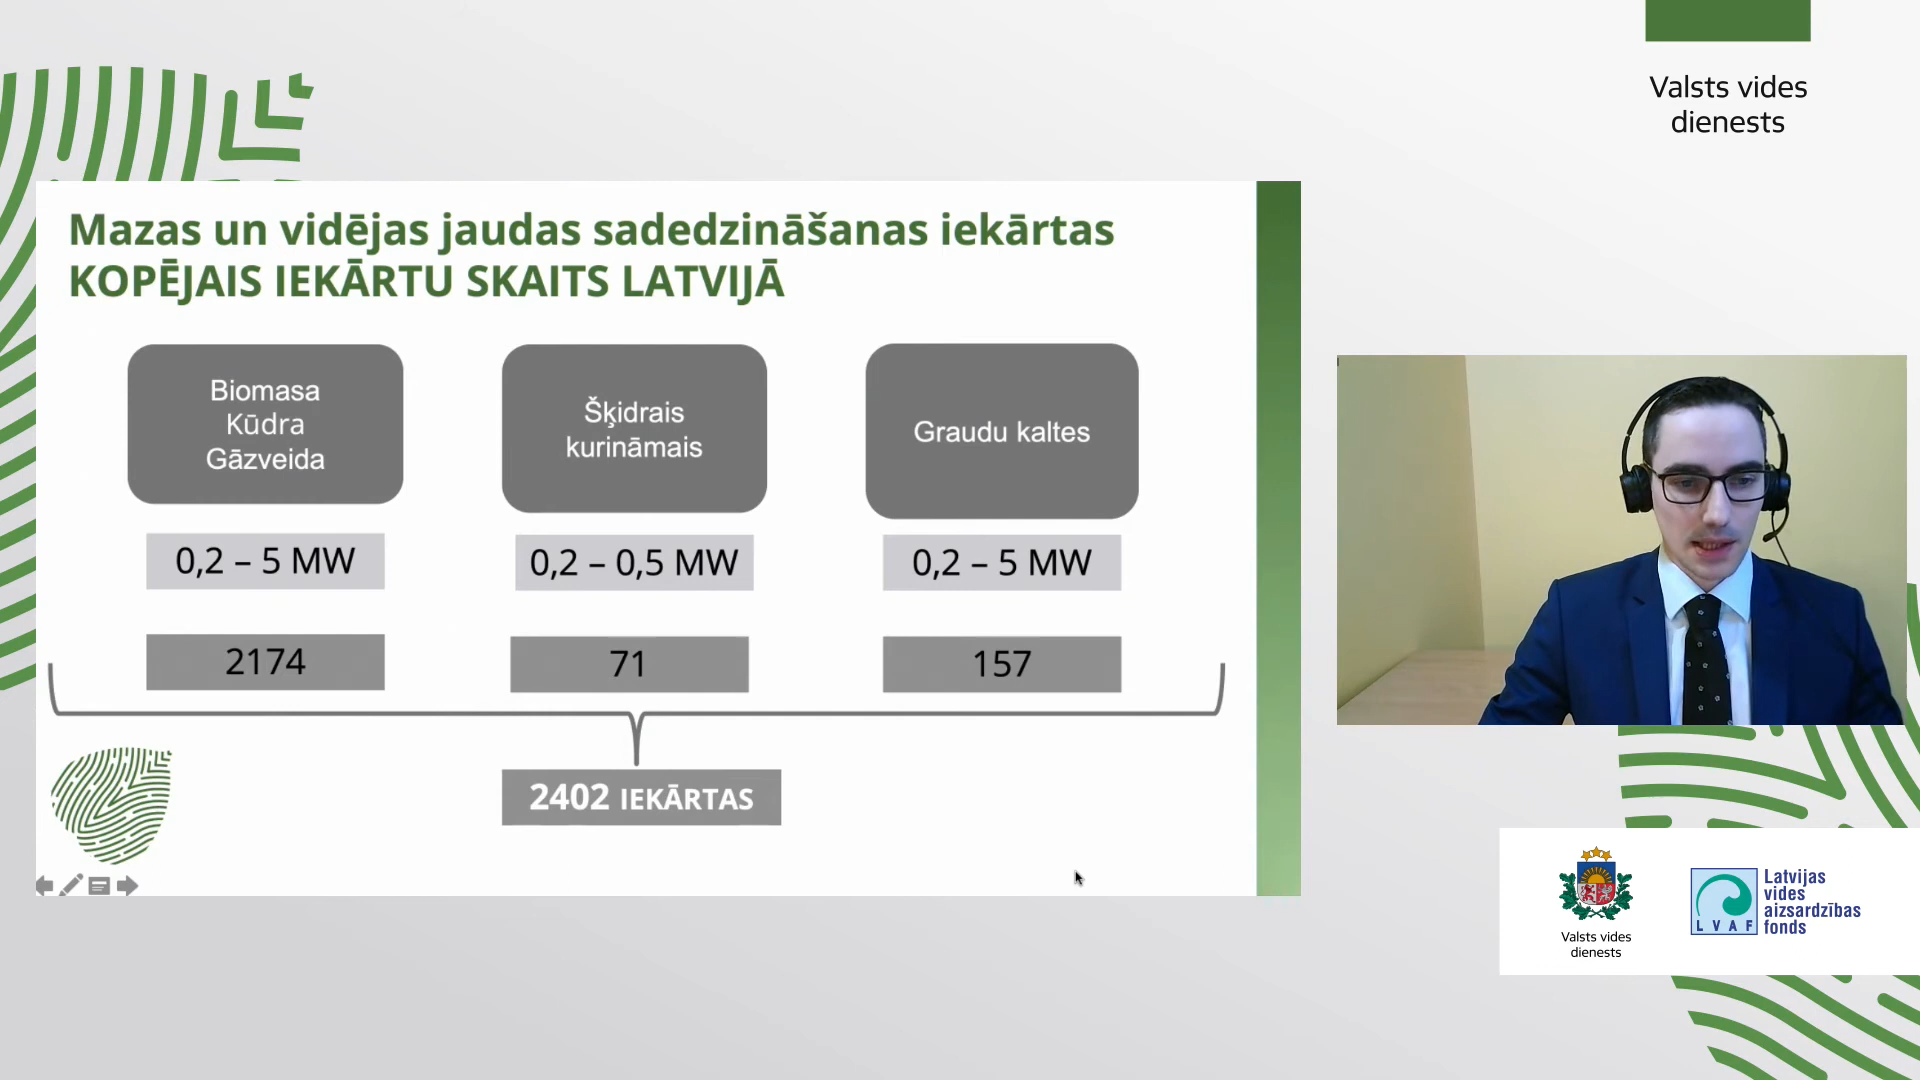 Valsts vides
dienests
Mazas un vidējas jaudas sadedzināšanas iekārtas
KOPĒJAIS IEKĀRTU SKAITS LATVIJĀ
Biomasa
Kūdra
Gāzveida
Šķidrais
kurināmais
Graudu kaltes
0,2 – 5 MW
0,2 – 0,5 MW
0,2 – 5 MW
2174
71
157
2402 IEKĀRTAS
Valsts vides
dienests
LVAF
Latvijas
vides
aizsardzības
fonds